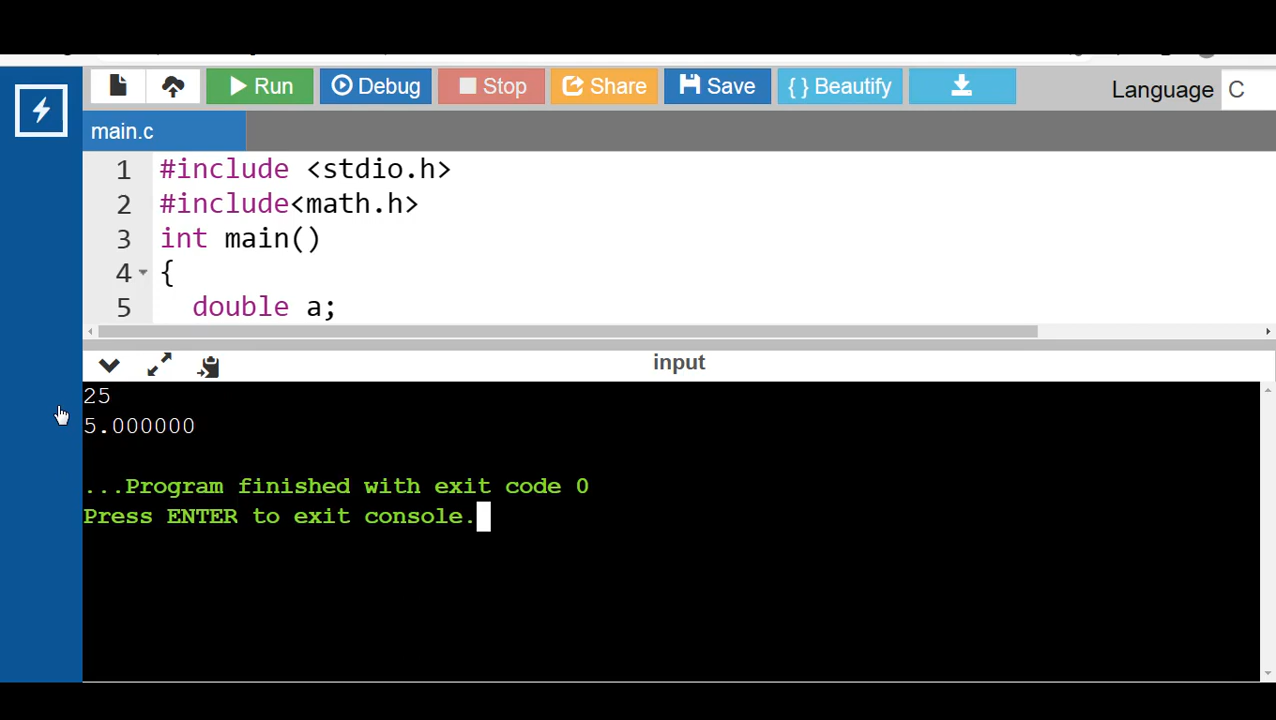 Run Debug Stop Share Save { } Beautify Language C
main.c
1 #include <stdio.h>
2 #include<math.h>
3 int main()
4 {
5 double a;
input
25
5.000000
...Program finished with exit code 0
Press ENTER to exit console.